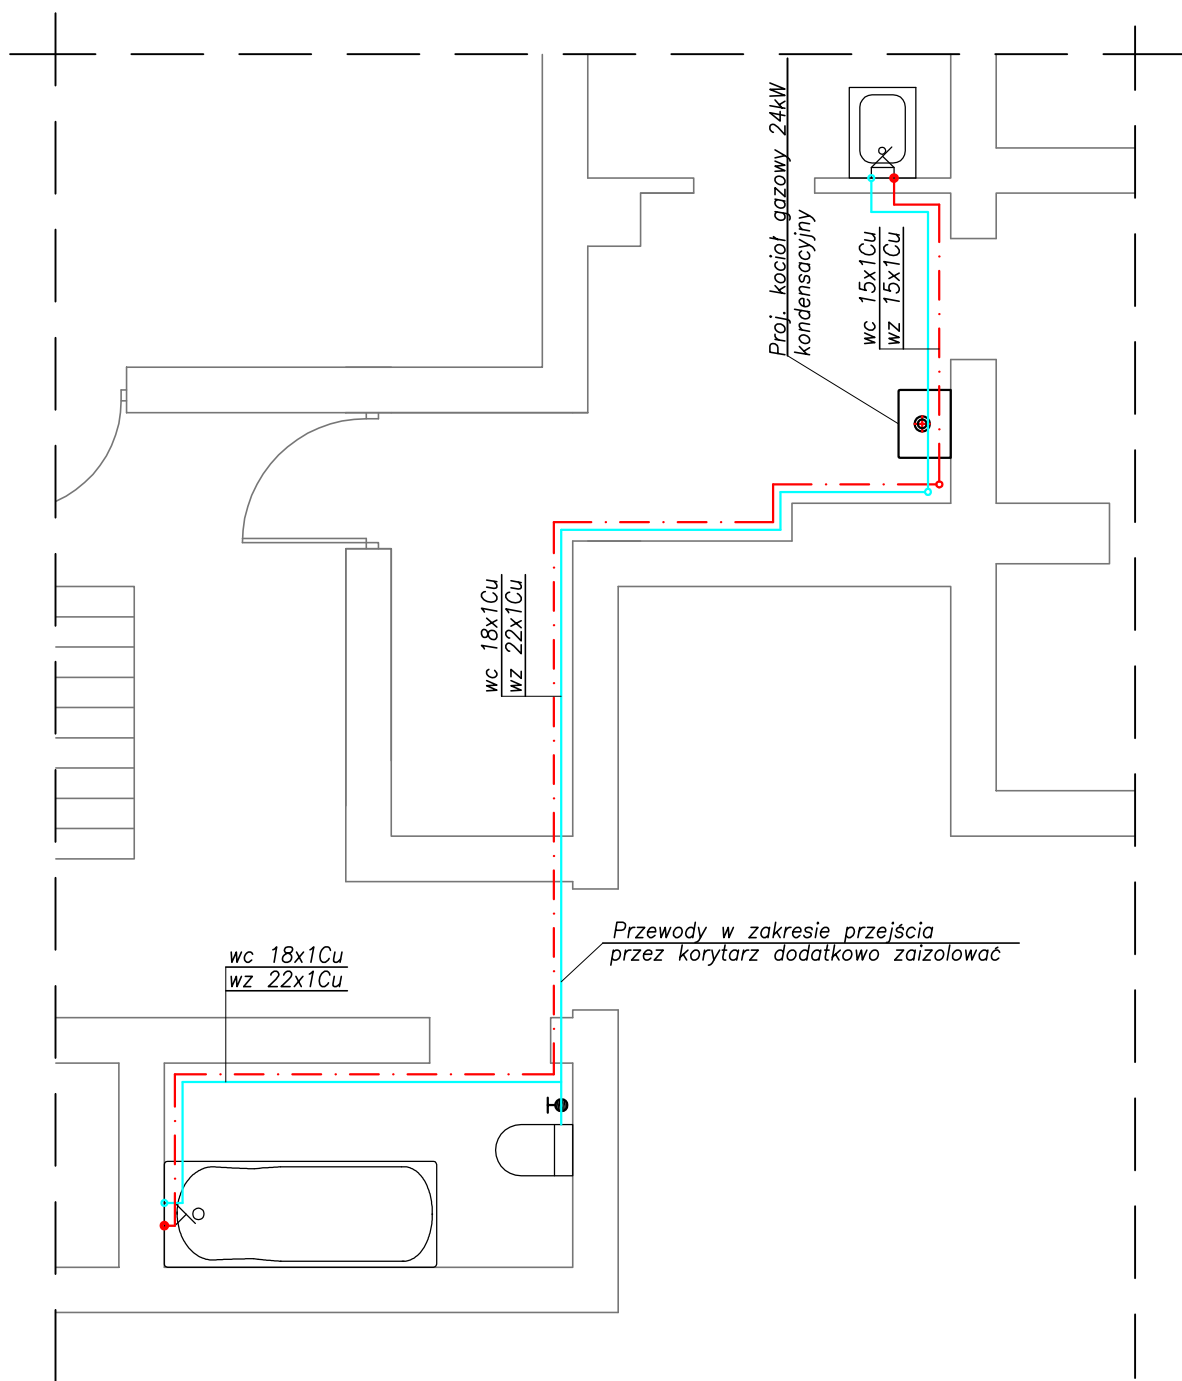 Proj. kocioł gazowy 24kW
kondensacyjny
wc 15x1Cu
wz 15x1Cu
wc 18x1Cu
wz 22x1Cu
Przewody w zakresie przejścia
przez korytarz dodatkowo zaizolować
wc 18x1Cu
wz 22x1Cu